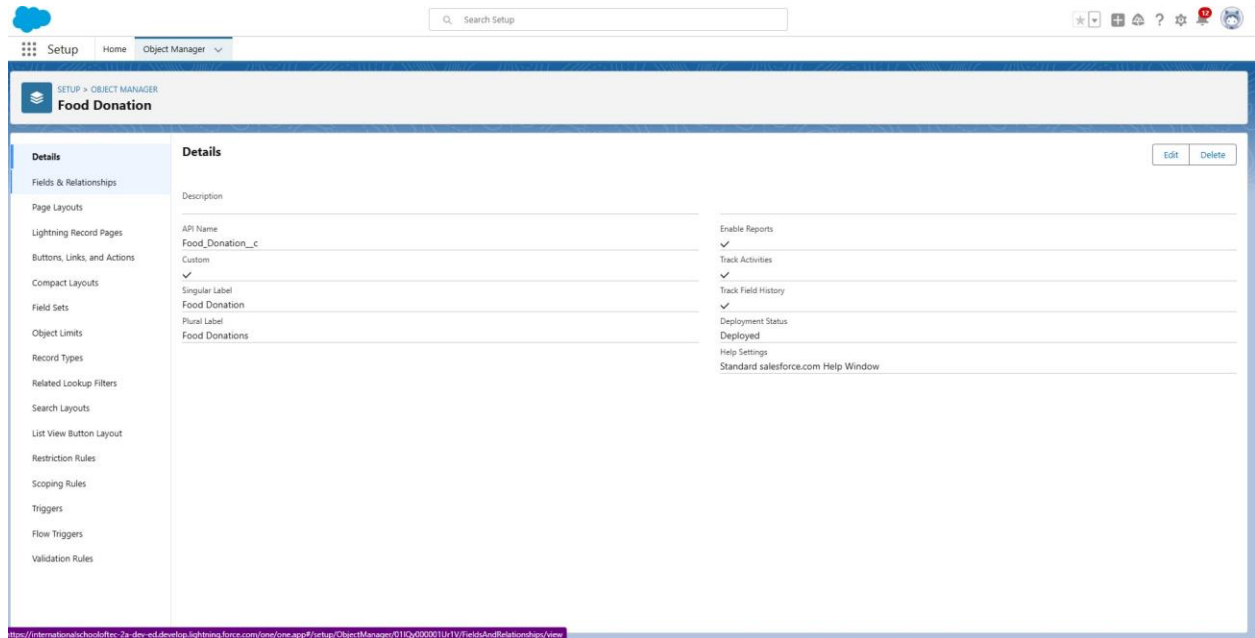 Search Setup
12
Setup
Home
Object Manager
SETUP > OBJECT MANAGER
Food Donation
Details
Fields & Relationships
Page Layouts
Lightning Record Pages
Buttons, Links, and Actions
Compact Layouts
Field Sets
Object Limits
Record Types
Related Lookup Filters
Search Layouts
List View Button Layout
Restriction Rules
Scoping Rules
Triggers
Flow Triggers
Validation Rules
Details
Edit
Delete
Description
API Name
Food_Donation__c
Custom
Singular Label
Food Donation
Plural Label
Food Donations
Enable Reports
Track Activities
Track Field History
Deployment Status
Deployed
Help Settings
Standard salesforce.com Help Window